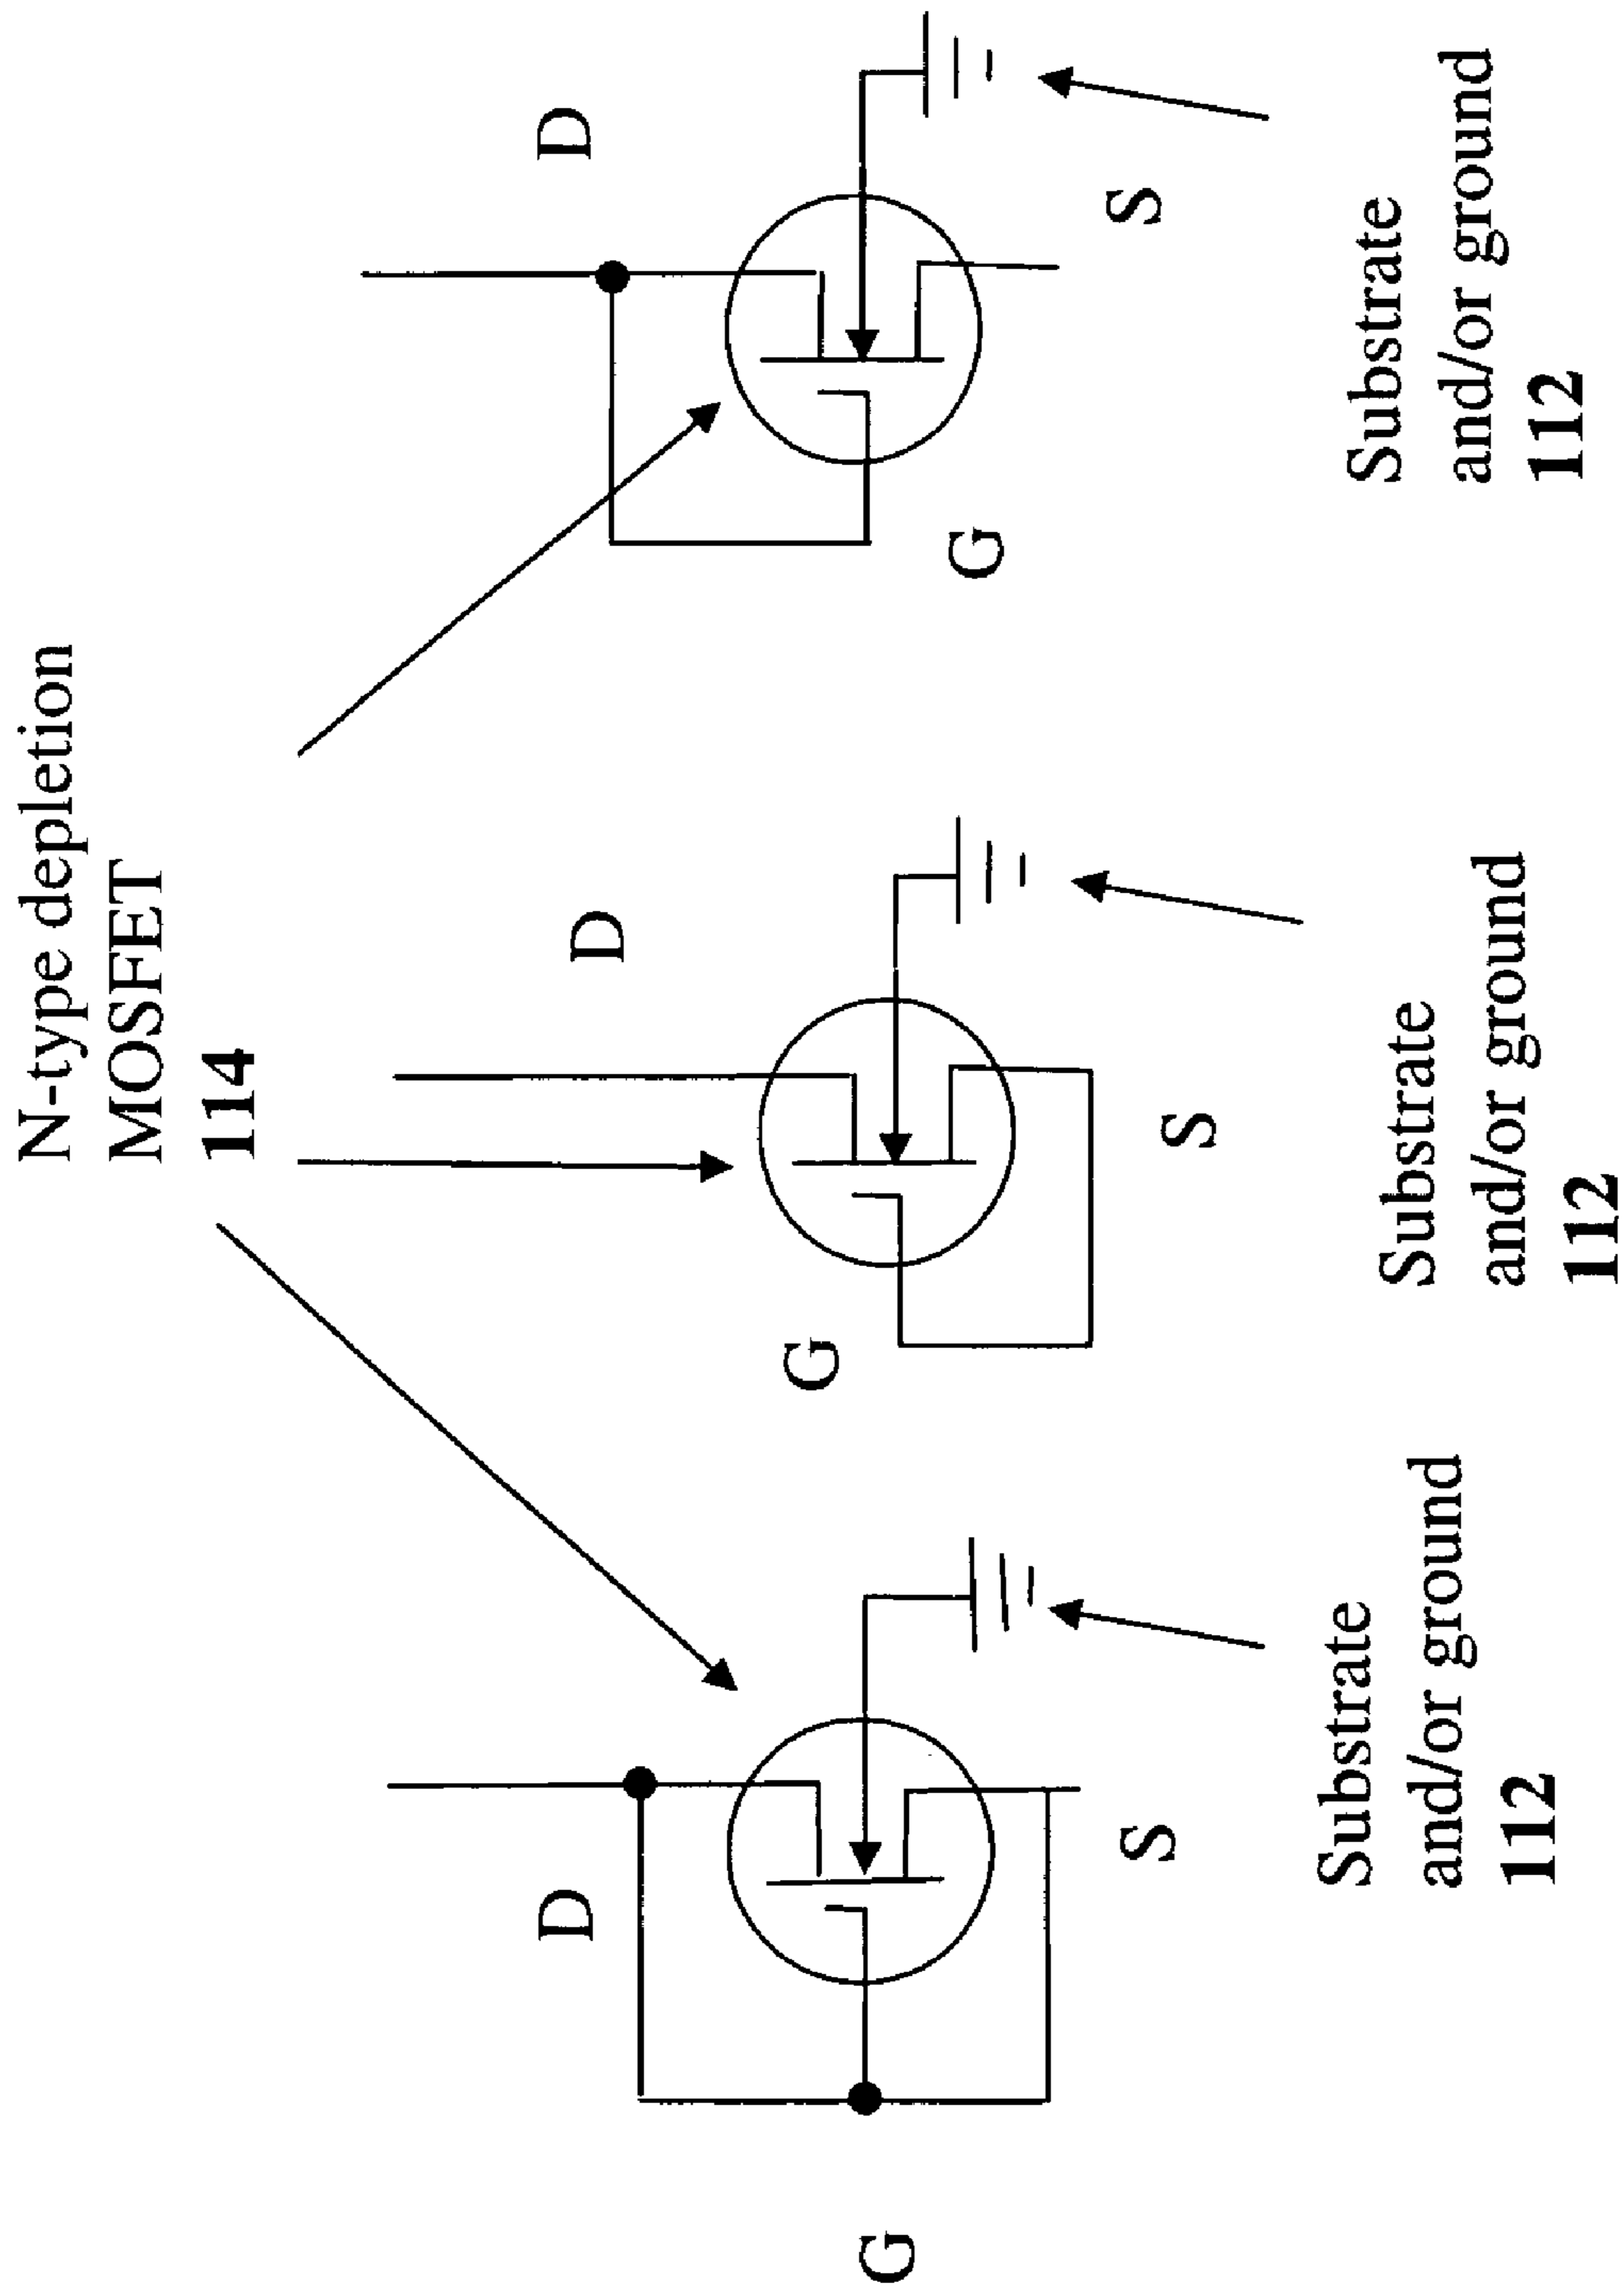 N-type depletion
MOSFET
114
D
G
S
Substrate
and/or ground
112
D
G
S
Substrate
and/or ground
112
D
G
S
Substrate
and/or ground
112